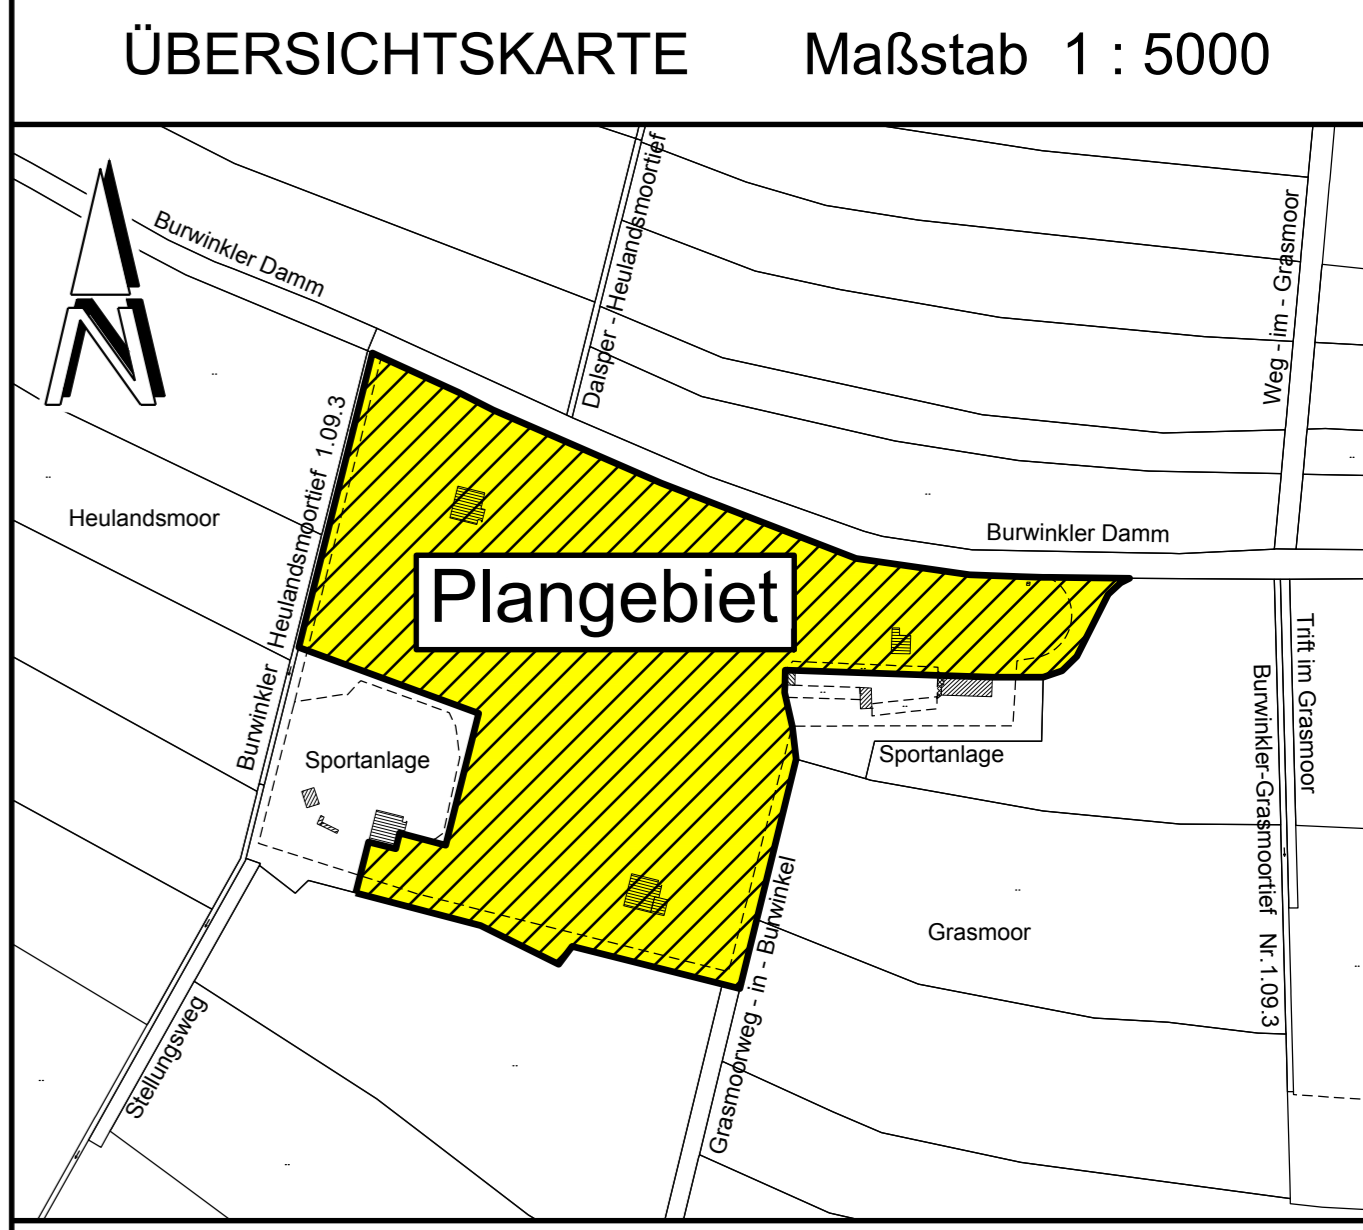 ÜBERSICHTSKARTE Maßstab 1 : 5000
N
Burwinkler Damm
Dalsper - Heulandsmoortief
Weg - im - Grasmoor
Heulandsmoor
Burwinkler Heulandsmoortief 1.09.3
Burwinkler Damm
Plangebiet
Trift im Grasmoor
Burwinkler-Grasmoortief Nr.1.09.3
Sportanlage
Sportanlage
Grasmoor
Grasmoorweg - in - Burwinkel
Stellungsweg